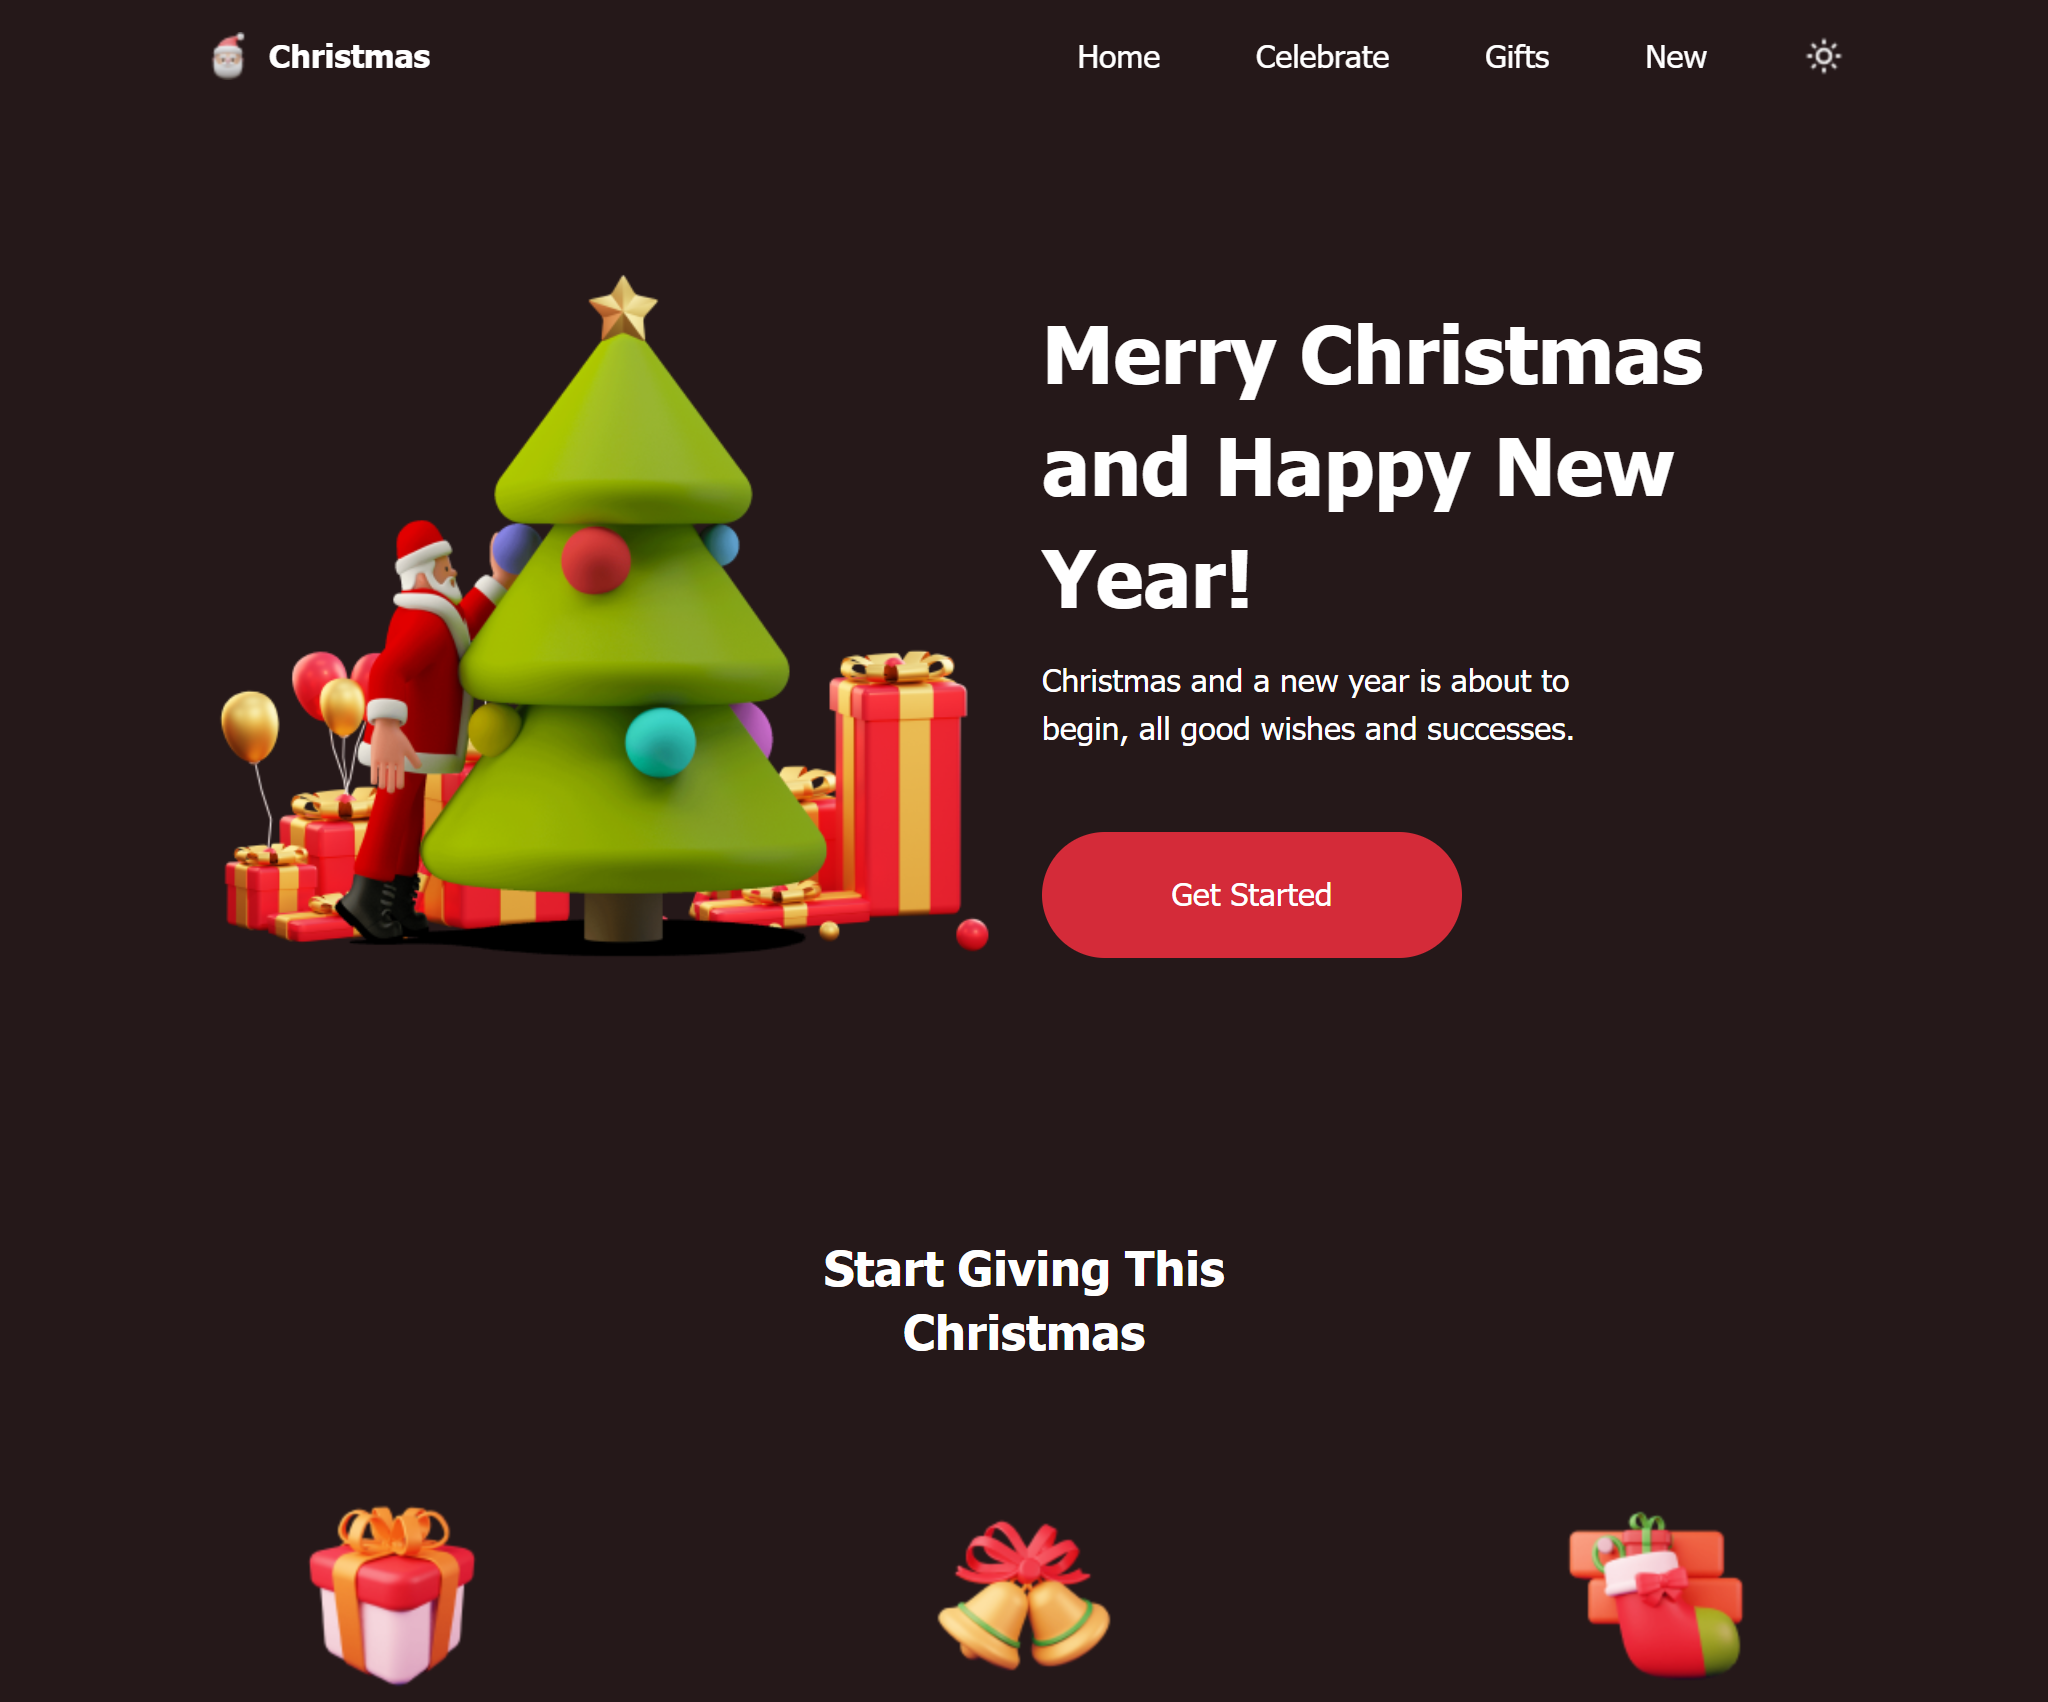 Christmas
Home
Celebrate
Gifts
New
Merry Christmas
and Happy New
Year!
Christmas and a new year is about to
begin, all good wishes and successes.
Get Started
Start Giving This
Christmas